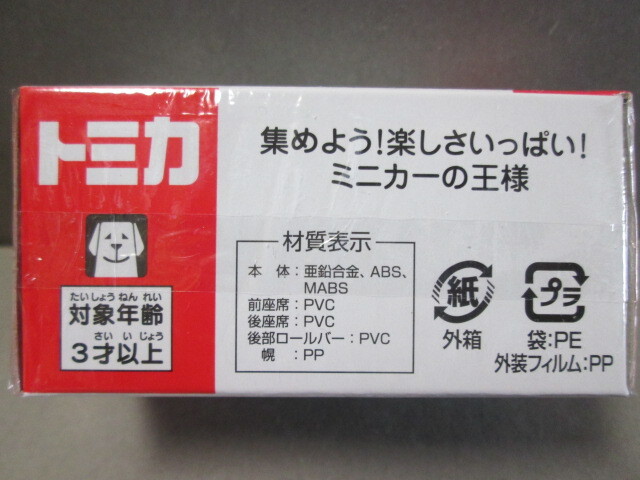 トミカ
集めよう!楽しさいっぱい!
ミニカーの王様
たいしょうねんれい
対象年齢
さいいじょう
3才以上
材質表示
本 体:亜鉛合金、ABS、
MABS
前座席:PVC
後座席:PVC
後部ロールバー:PVC
幌 :PP
紙
外箱
プラ
袋:PE
外装フィルム:PP